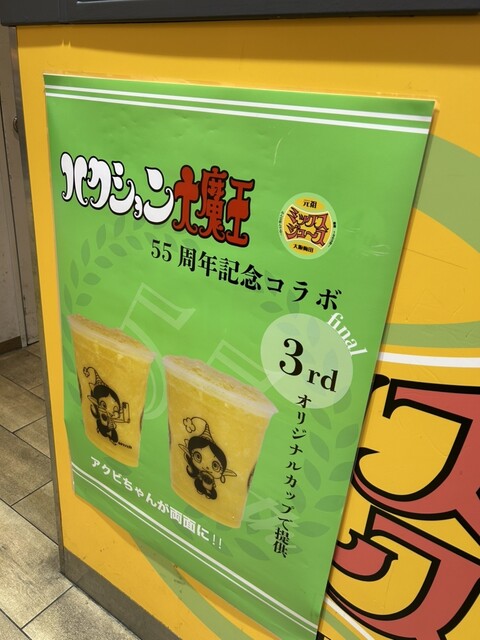 ハクション大魔王
元祖
ミックス
ジュース
大阪梅田
55周年記念コラボ
final
3rd
オリジナルカップで提供
アクビちゃんが両面に!!
ス
ス